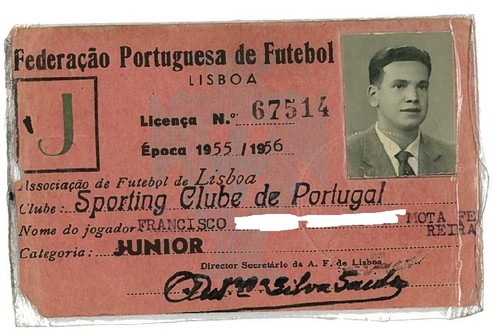 Federação Portuguesa de Futebol
LISBOA
J
Licença N.º 67514
Época 1955/1956
Associação de Futebol de Lisboa
Clube: Sporting Clube de Portugal
Nome do jogador FRANCISCO MOTA FE
REIRA
Categoria: JUNIOR
Director Secretário da A. F. de Lisboa
Silva